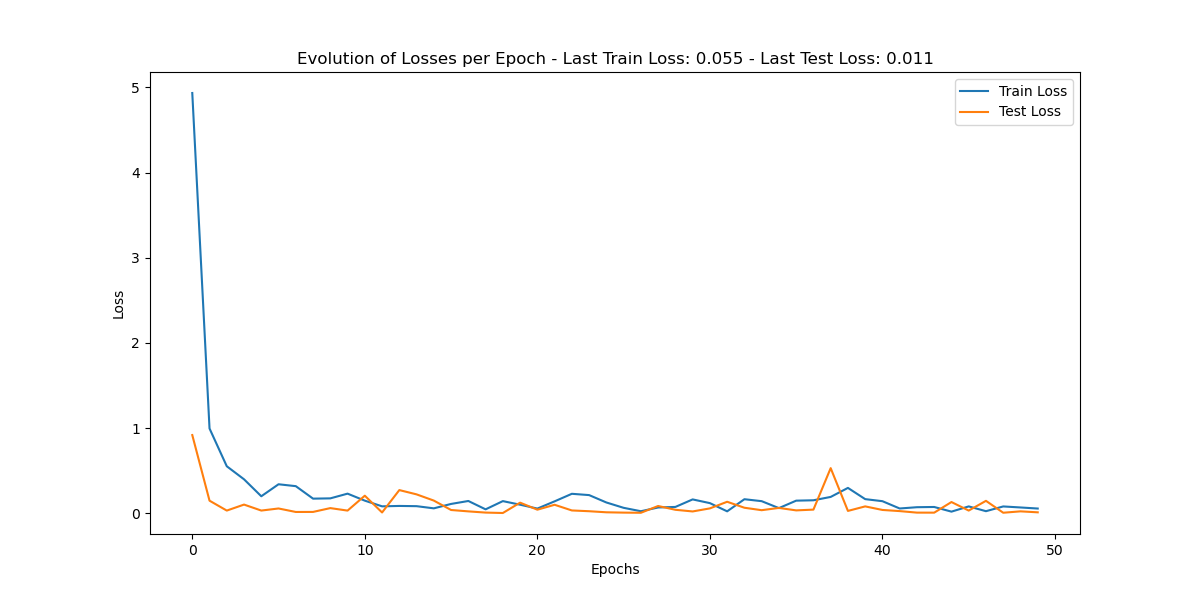 Evolution of Losses per Epoch - Last Train Loss: 0.055 - Last Test Loss: 0.011
Train Loss
Test Loss
5
4
3
2
1
0
Loss
0 10 20 30 40 50
Epochs